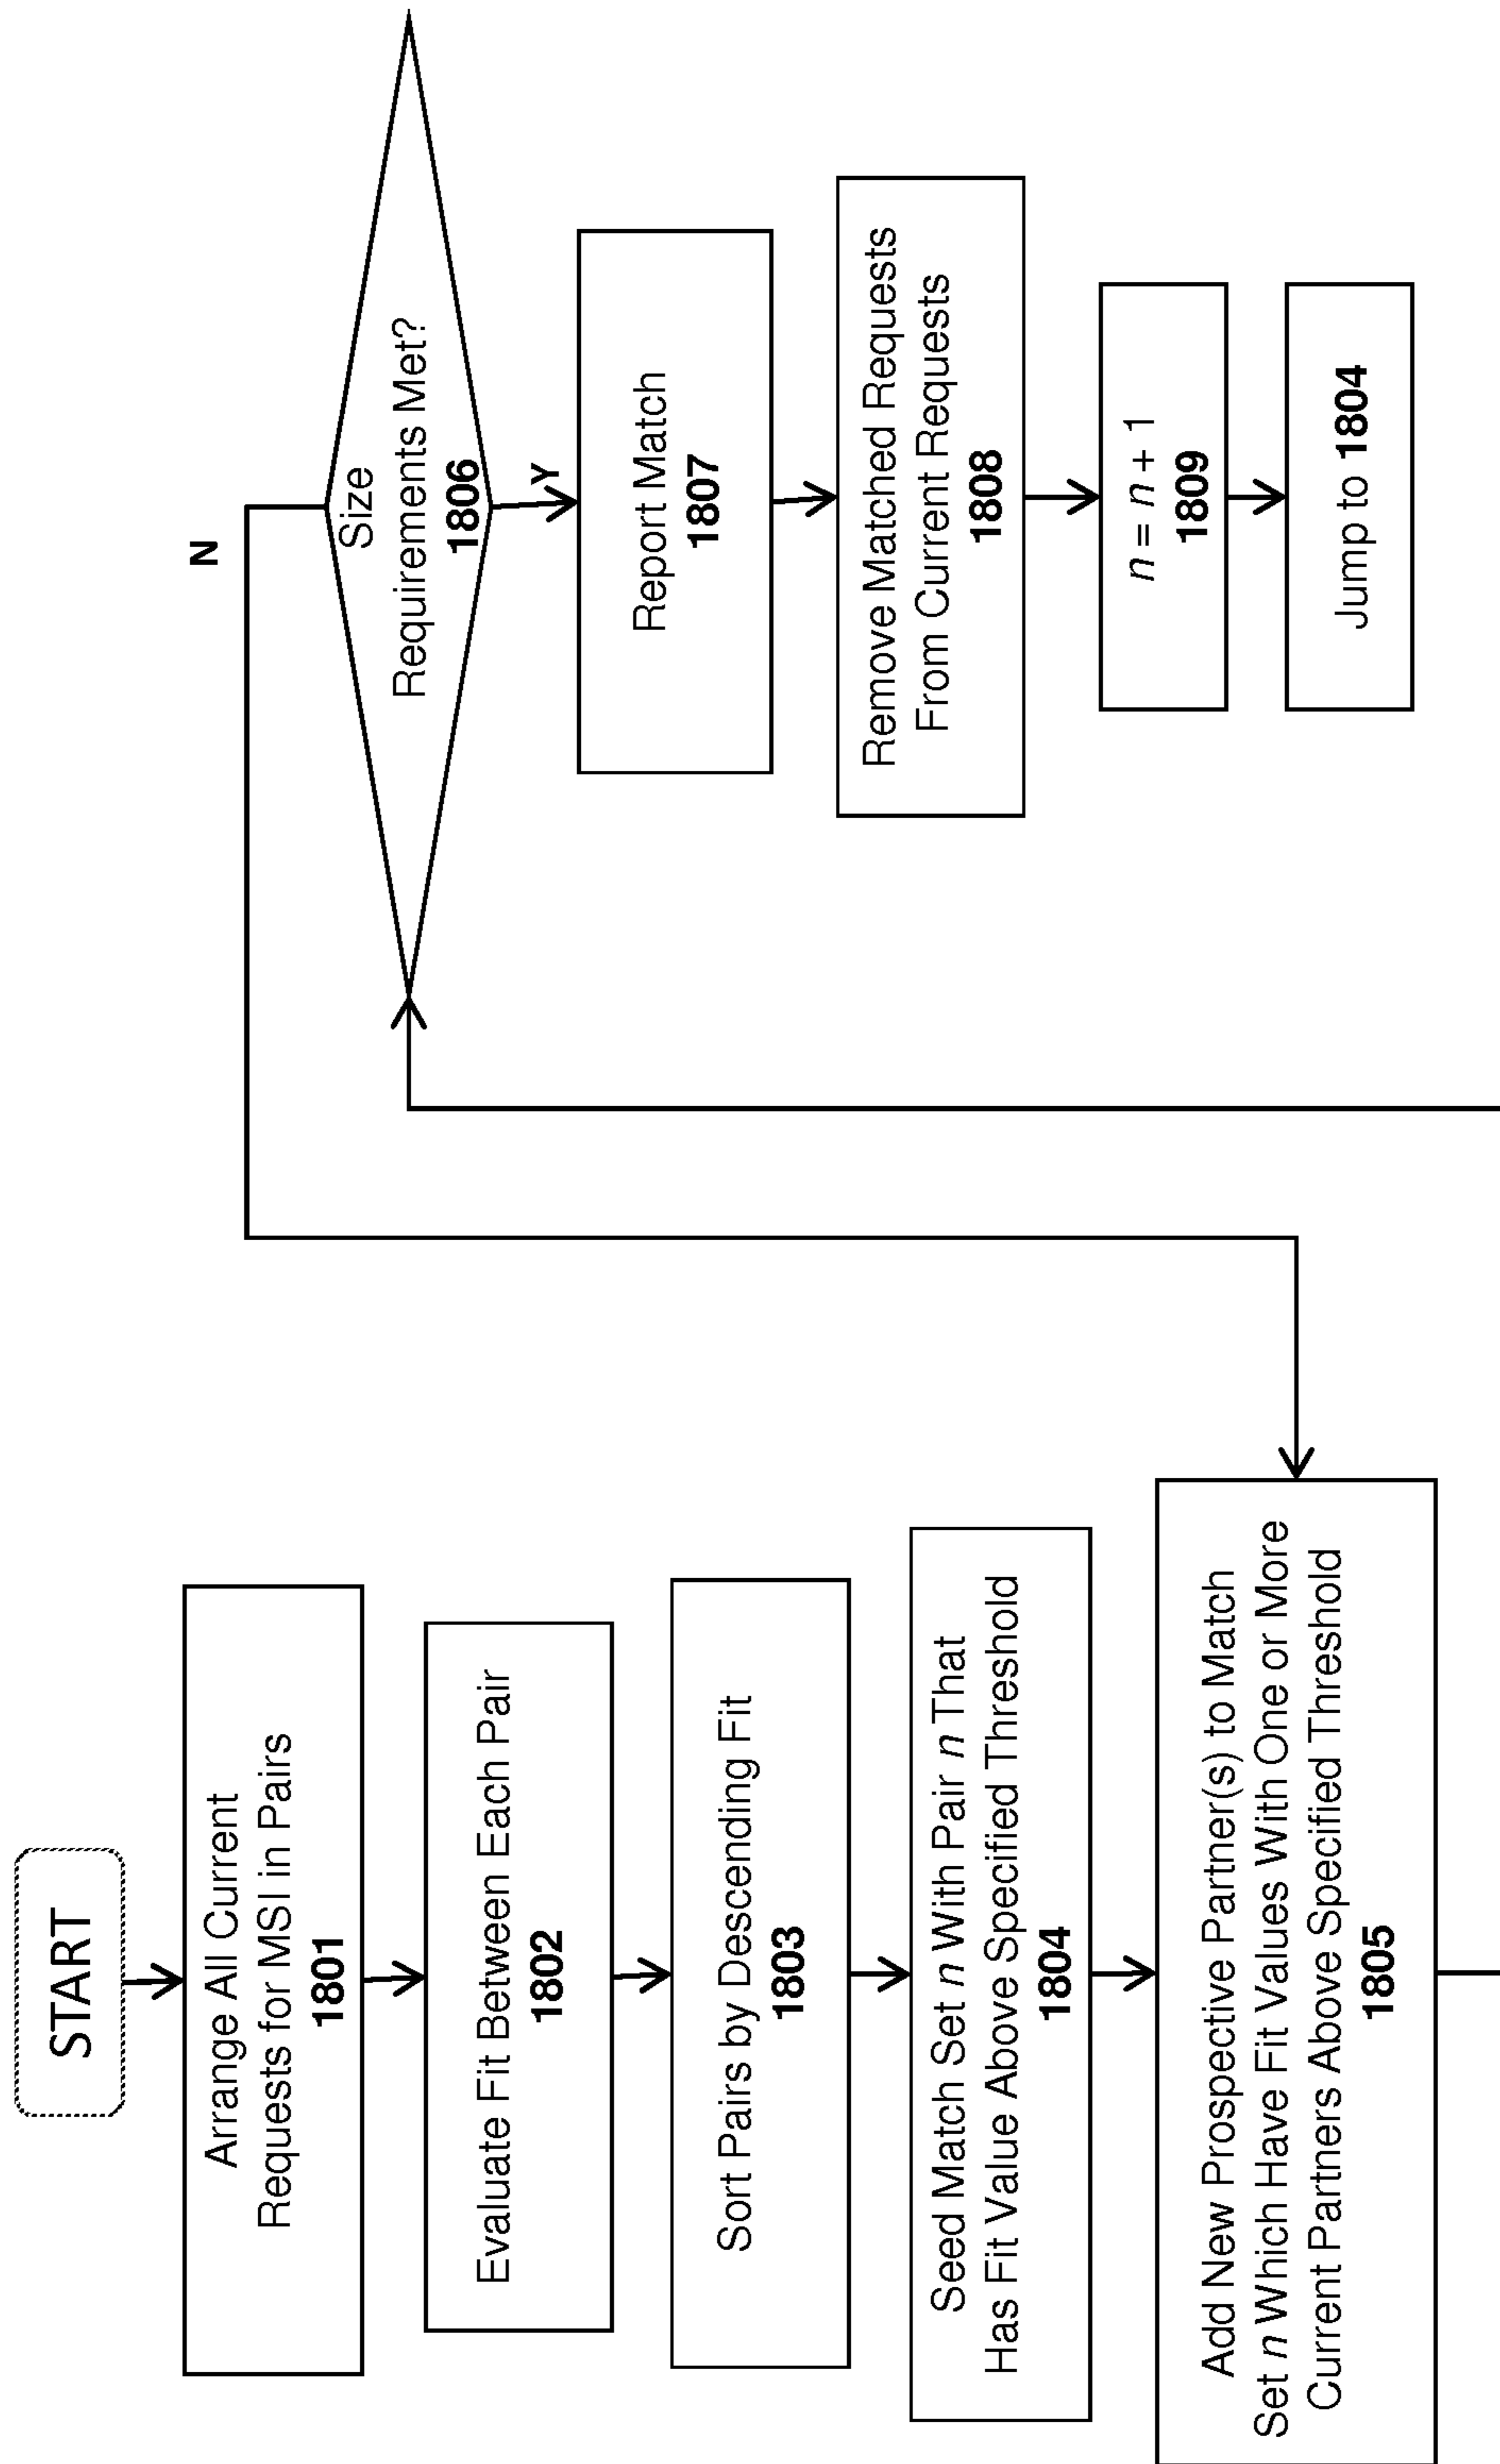 START
Arrange All Current
Requests for MSI in Pairs
1801
Evaluate Fit Between Each Pair
1802
Sort Pairs by Descending Fit
1803
Seed Match Set n With Pair n That
Has Fit Value Above Specified Threshold
1804
Add New Prospective Partner(s) to Match
Set n Which Have Fit Values With One or More
Current Partners Above Specified Threshold
1805
N
Size
Requirements Met?
1806
Y
Report Match
1807
Remove Matched Requests
From Current Requests
1808
n = n + 1
1809
Jump to 1804